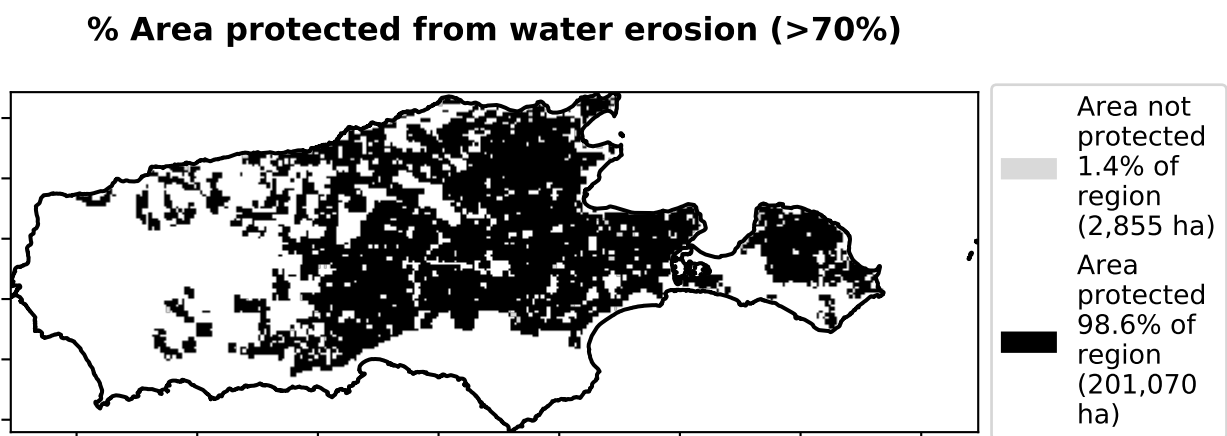 % Area protected from water erosion (>70%)
Area not
protected
1.4% of
region
(2,855 ha)
Area
protected
98.6% of
region
(201,070
ha)